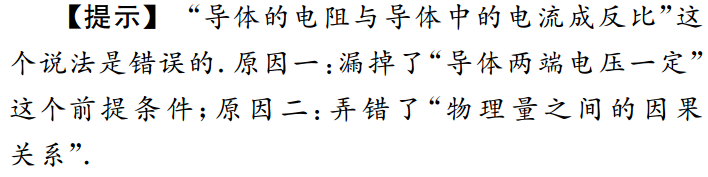 【提示】 “导体的电阻与导体中的电流成反比”这
个说法是错误的.原因一:漏掉了“导体两端电压一定”
这个前提条件;原因二:弄错了“物理量之间的因果
关系”.